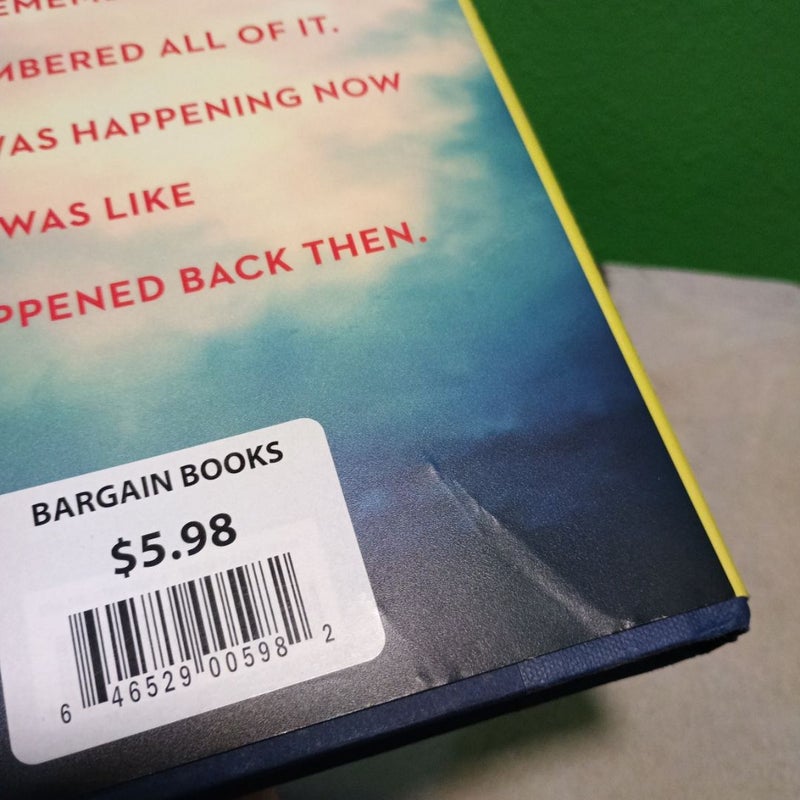 MBERED ALL OF IT.
WAS HAPPENING NOW
WAS LIKE
PPENED BACK THEN.
BARGAIN BOOKS
$5.98
6 46529 00598 2